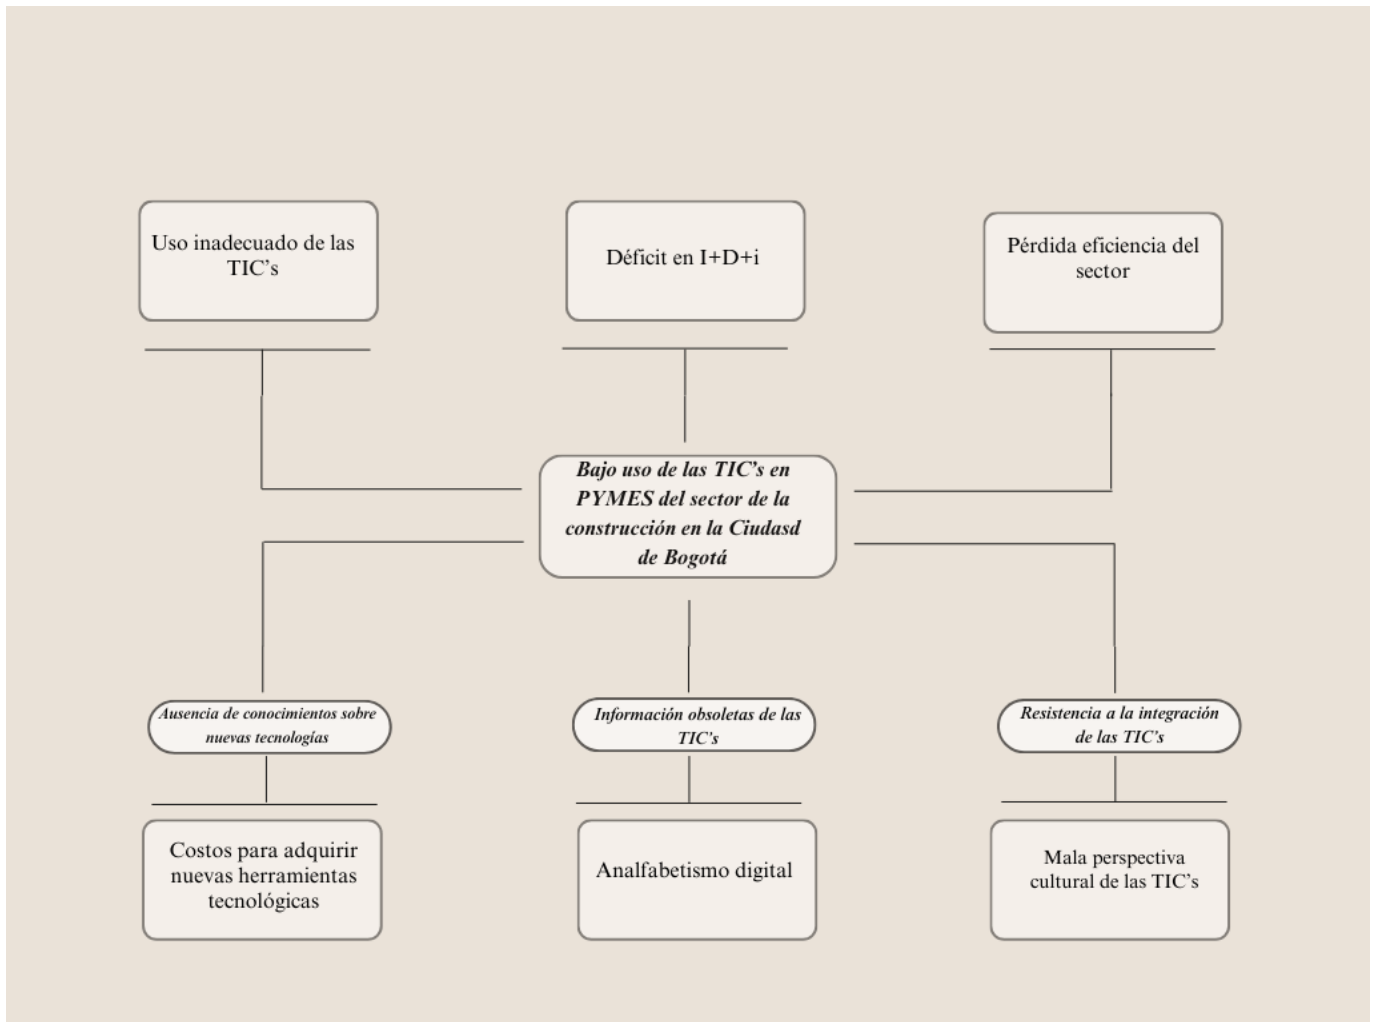 Uso inadecuado de las
TIC's
Déficit en I+D+i
Pérdida eficiencia del
sector
Bajo uso de las TIC's en
PYMES del sector de la
construcción en la Ciudasd
de Bogotá
Ausencia de conocimientos sobre
nuevas tecnologías
Información obsoletas de las
TIC's
Resistencia a la integración
de las TIC's
Costos para adquirir
nuevas herramientas
tecnológicas
Analfabetismo digital
Mala perspectiva
cultural de las TIC's